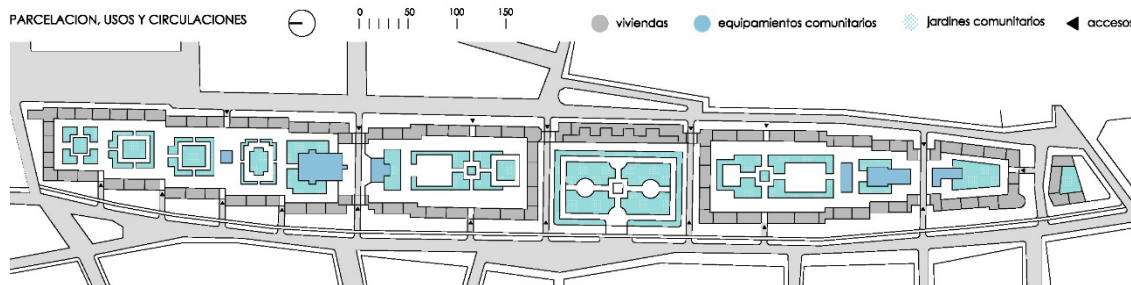 PARCELACION, USOS Y CIRCULACIONES
0 50 100 150
viviendas
equipamientos comunitarios
jardines comunitarios
accesos